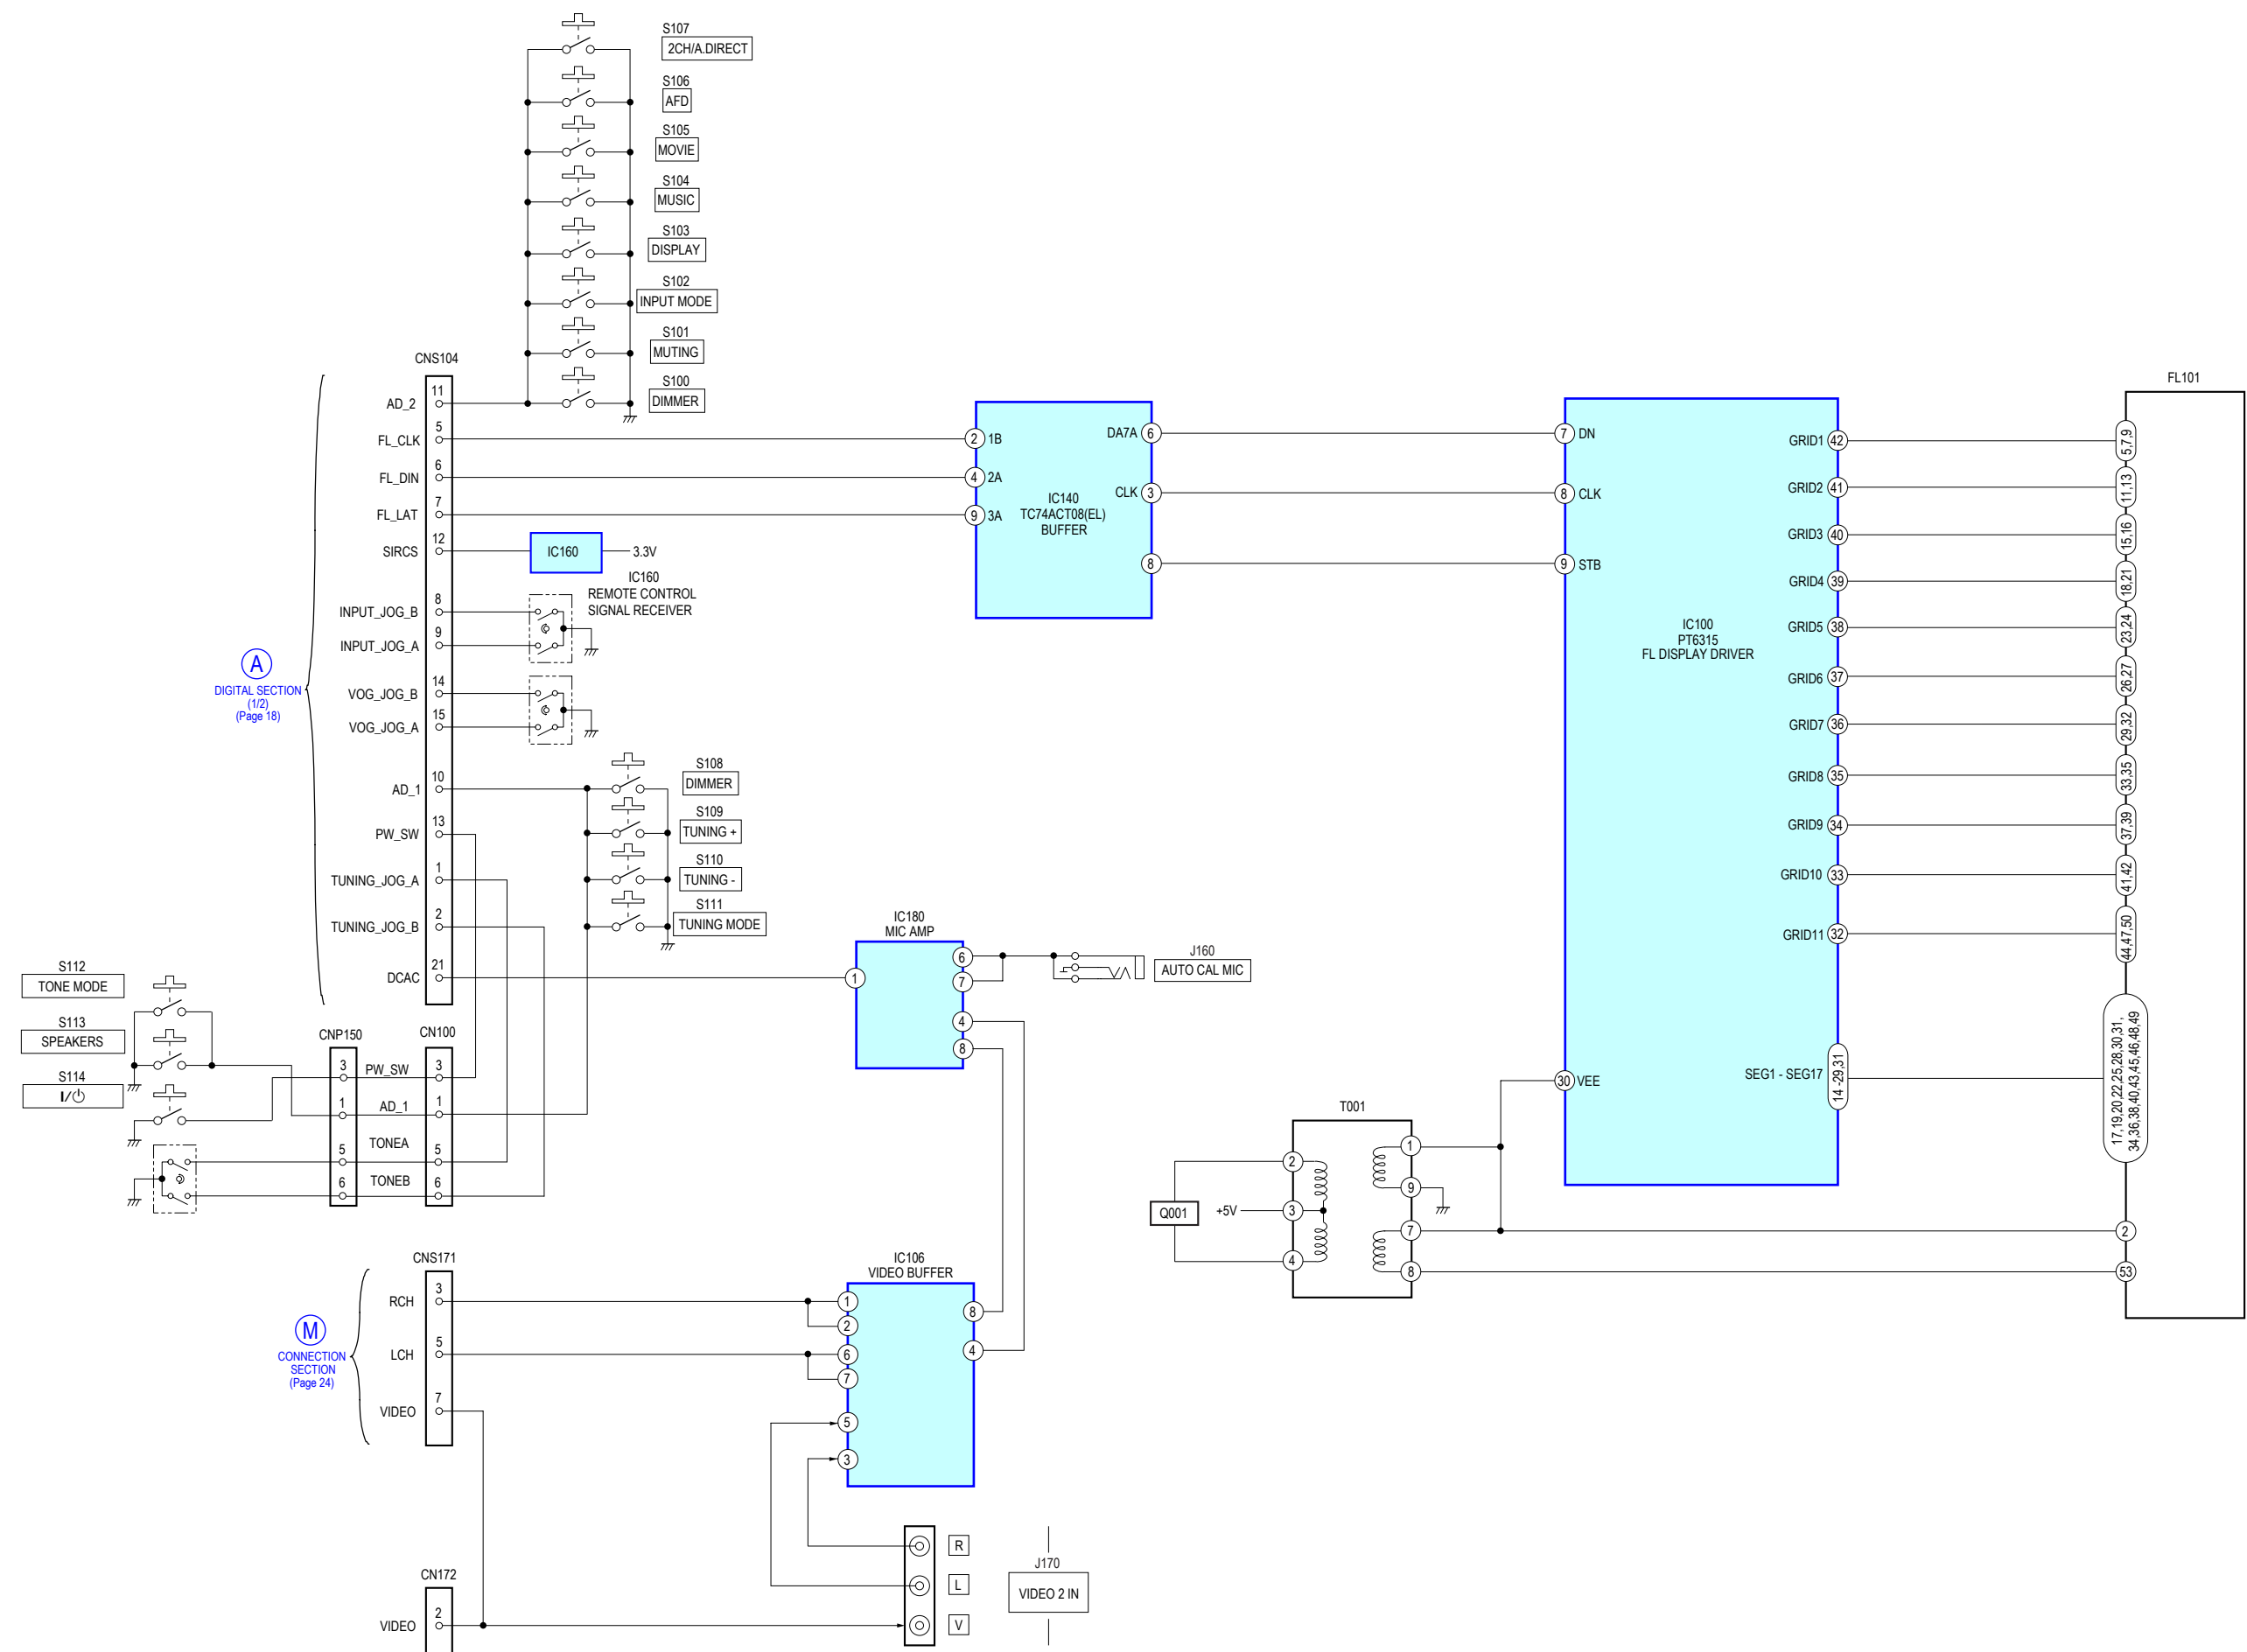 S107
2CH/A.DIRECT
S106
AFD
S105
MOVIE
S104
MUSIC
S103
DISPLAY
S102
INPUT MODE
S101
MUTING
S100
DIMMER
CNS104
AD_2 11
FL_CLK 5
FL_DIN 6
FL_LAT 7
SIRCS 12
INPUT_JOG_B 8
INPUT_JOG_A 9
VOG_JOG_B 14
VOG_JOG_A 15
AD_1 10
PW_SW 13
TUNING_JOG_A 1
TUNING_JOG_B 2
DCAC 21
A
DIGITAL SECTION
(1/2)
(Page 18)
IC160
3.3V
IC160
REMOTE CONTROL
SIGNAL RECEIVER
S108
DIMMER
S109
TUNING +
S110
TUNING -
S111
TUNING MODE
2 1B
4 2A
9 3A
IC140
TC74ACT08(EL)
BUFFER
DA7A 6
CLK 3
8
7 DN
8 CLK
9 STB
30 VEE
IC100
PT6315
FL DISPLAY DRIVER
GRID1 42
GRID2 41
GRID3 40
GRID4 39
GRID5 38
GRID6 37
GRID7 36
GRID8 35
GRID9 34
GRID10 33
GRID11 32
SEG1 - SEG17
14 -29,31
FL101
5,7,9
11,13
15,16
18,21
23,24
26,27
29,32
33,35
37,39
41,42
44,47,50
17,19,20,22,25,28,30,31,
34,36,38,40,43,45,46,48,49
2
53
S112
TONE MODE
S113
SPEAKERS
S114
I/⏻
CNP150
CN100
3 PW_SW 3
1 AD_1 1
5 TONEA 5
6 TONEB 6
IC180
MIC AMP
1
6
7
4
8
J160
AUTO CAL MIC
T001
2
3
4
1
9
7
8
Q001
+5V
CNS171
RCH 3
LCH 5
VIDEO 7
M
CONNECTION
SECTION
(Page 24)
IC106
VIDEO BUFFER
1
2
6
7
5
3
8
4
R
L
V
J170
VIDEO 2 IN
CN172
VIDEO 2